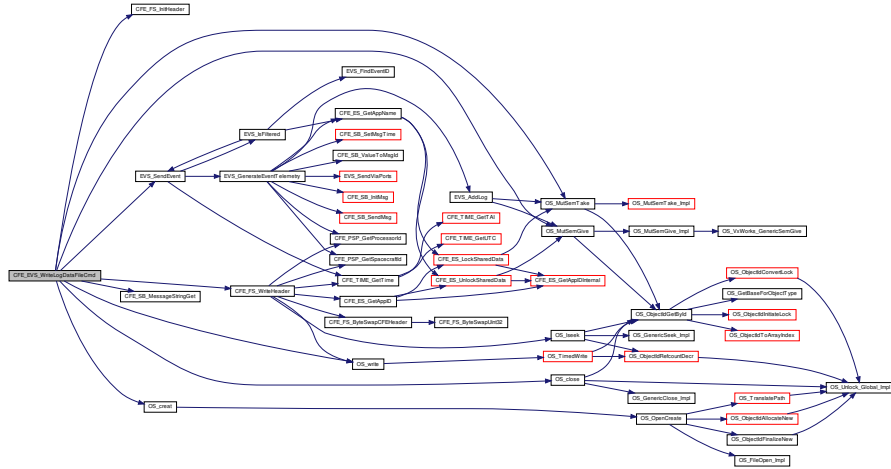 CFE_FS_InitHeader
EVS_FindEventID
CFE_ES_GetAppName
EVS_IsFiltered
CFE_SB_SetMsgTime
CFE_SB_ValueToMsgId
EVS_SendEvent
EVS_GenerateEventTelemetry
EVS_SendViaPorts
CFE_SB_InitMsg
EVS_AddLog
OS_MutSemTake
OS_MutSemTake_Impl
CFE_SB_SendMsg
CFE_TIME_GetTAI
OS_MutSemGive
OS_MutSemGive_Impl
OS_VxWorks_GenericSemGive
CFE_PSP_GetProcessorId
CFE_TIME_GetUTC
CFE_PSP_GetSpacecraftId
CFE_ES_LockSharedData
CFE_EVS_WriteLogDataFileCmd
CFE_TIME_GetTime
CFE_ES_UnlockSharedData
CFE_ES_GetAppIDInternal
OS_ObjectIdConvertLock
CFE_FS_WriteHeader
CFE_SB_MessageStringGet
CFE_ES_GetAppID
OS_GetBaseForObjectType
OS_ObjectIdGetById
OS_ObjectIdInitiateLock
CFE_FS_ByteSwapCFEHeader
CFE_FS_ByteSwapUint32
OS_lseek
OS_GenericSeek_Impl
OS_ObjectIdToArrayIndex
OS_write
OS_TimedWrite
OS_ObjectIdRefcountDecr
OS_close
OS_Unlock_Global_Impl
OS_GenericClose_Impl
OS_TranslatePath
OS_creat
OS_OpenCreate
OS_ObjectIdAllocateNew
OS_ObjectIdFinalizeNew
OS_FileOpen_Impl